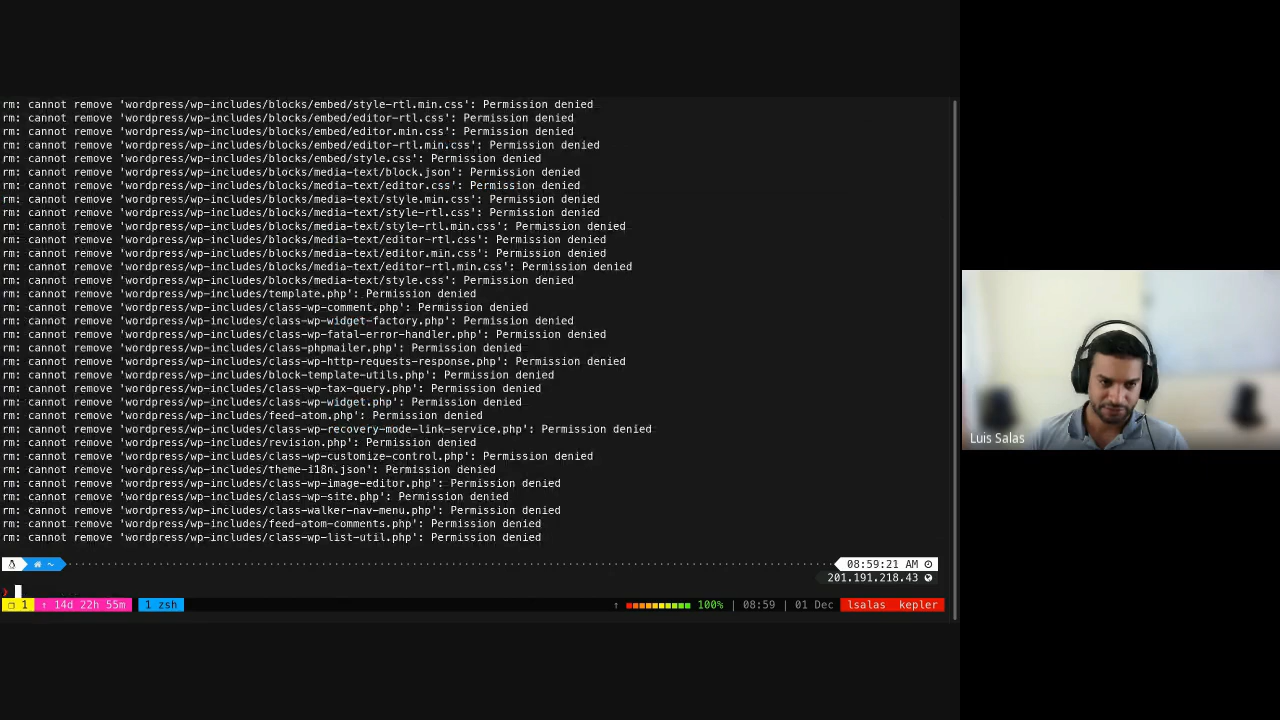 rm: cannot remove 'wordpress/wp-includes/blocks/embed/style-rtl.min.css': Permission denied
rm: cannot remove 'wordpress/wp-includes/blocks/embed/editor-rtl.css': Permission denied
rm: cannot remove 'wordpress/wp-includes/blocks/embed/editor.min.css': Permission denied
rm: cannot remove 'wordpress/wp-includes/blocks/embed/editor-rtl.min.css': Permission denied
rm: cannot remove 'wordpress/wp-includes/blocks/embed/style.css': Permission denied
rm: cannot remove 'wordpress/wp-includes/blocks/media-text/block.json': Permission denied
rm: cannot remove 'wordpress/wp-includes/blocks/media-text/editor.css': Permission denied
rm: cannot remove 'wordpress/wp-includes/blocks/media-text/style.min.css': Permission denied
rm: cannot remove 'wordpress/wp-includes/blocks/media-text/style-rtl.css': Permission denied
rm: cannot remove 'wordpress/wp-includes/blocks/media-text/style-rtl.min.css': Permission denied
rm: cannot remove 'wordpress/wp-includes/blocks/media-text/editor-rtl.css': Permission denied
rm: cannot remove 'wordpress/wp-includes/blocks/media-text/editor.min.css': Permission denied
rm: cannot remove 'wordpress/wp-includes/blocks/media-text/editor-rtl.min.css': Permission denied
rm: cannot remove 'wordpress/wp-includes/blocks/media-text/style.css': Permission denied
rm: cannot remove 'wordpress/wp-includes/template.php': Permission denied
rm: cannot remove 'wordpress/wp-includes/class-wp-comment.php': Permission denied
rm: cannot remove 'wordpress/wp-includes/class-wp-widget-factory.php': Permission denied
rm: cannot remove 'wordpress/wp-includes/class-wp-fatal-error-handler.php': Permission denied
rm: cannot remove 'wordpress/wp-includes/class-phpmailer.php': Permission denied
rm: cannot remove 'wordpress/wp-includes/class-wp-http-requests-response.php': Permission denied
rm: cannot remove 'wordpress/wp-includes/block-template-utils.php': Permission denied
rm: cannot remove 'wordpress/wp-includes/class-wp-tax-query.php': Permission denied
rm: cannot remove 'wordpress/wp-includes/class-wp-widget.php': Permission denied
rm: cannot remove 'wordpress/wp-includes/feed-atom.php': Permission denied
rm: cannot remove 'wordpress/wp-includes/class-wp-recovery-mode-link-service.php': Permission denied
rm: cannot remove 'wordpress/wp-includes/revision.php': Permission denied
rm: cannot remove 'wordpress/wp-includes/class-wp-customize-control.php': Permission denied
rm: cannot remove 'wordpress/wp-includes/theme-i18n.json': Permission denied
rm: cannot remove 'wordpress/wp-includes/class-wp-image-editor.php': Permission denied
rm: cannot remove 'wordpress/wp-includes/class-wp-site.php': Permission denied
rm: cannot remove 'wordpress/wp-includes/class-walker-nav-menu.php': Permission denied
rm: cannot remove 'wordpress/wp-includes/feed-atom-comments.php': Permission denied
rm: cannot remove 'wordpress/wp-includes/class-wp-list-util.php': Permission denied
~ 08:59:21 AM
201.191.218.43
❯
1 ↑ 14d 22h 55m 1 zsh ↑ 100% | 08:59 | 01 Dec lsalas kepler
Luis Salas